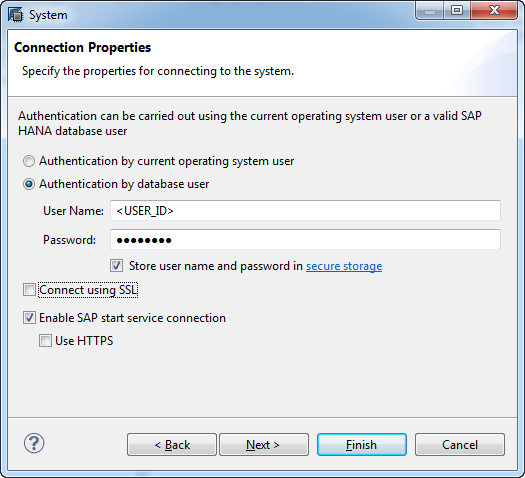 System
Connection Properties
Specify the properties for connecting to the system.
Authentication can be carried out using the current operating system user or a valid SAP
HANA database user
Authentication by current operating system user
Authentication by database user
User Name: <USER_ID>
Password: ●●●●●●●●
Store user name and password in secure storage
Connect using SSL
Enable SAP start service connection
Use HTTPS
? < Back Next > Finish Cancel